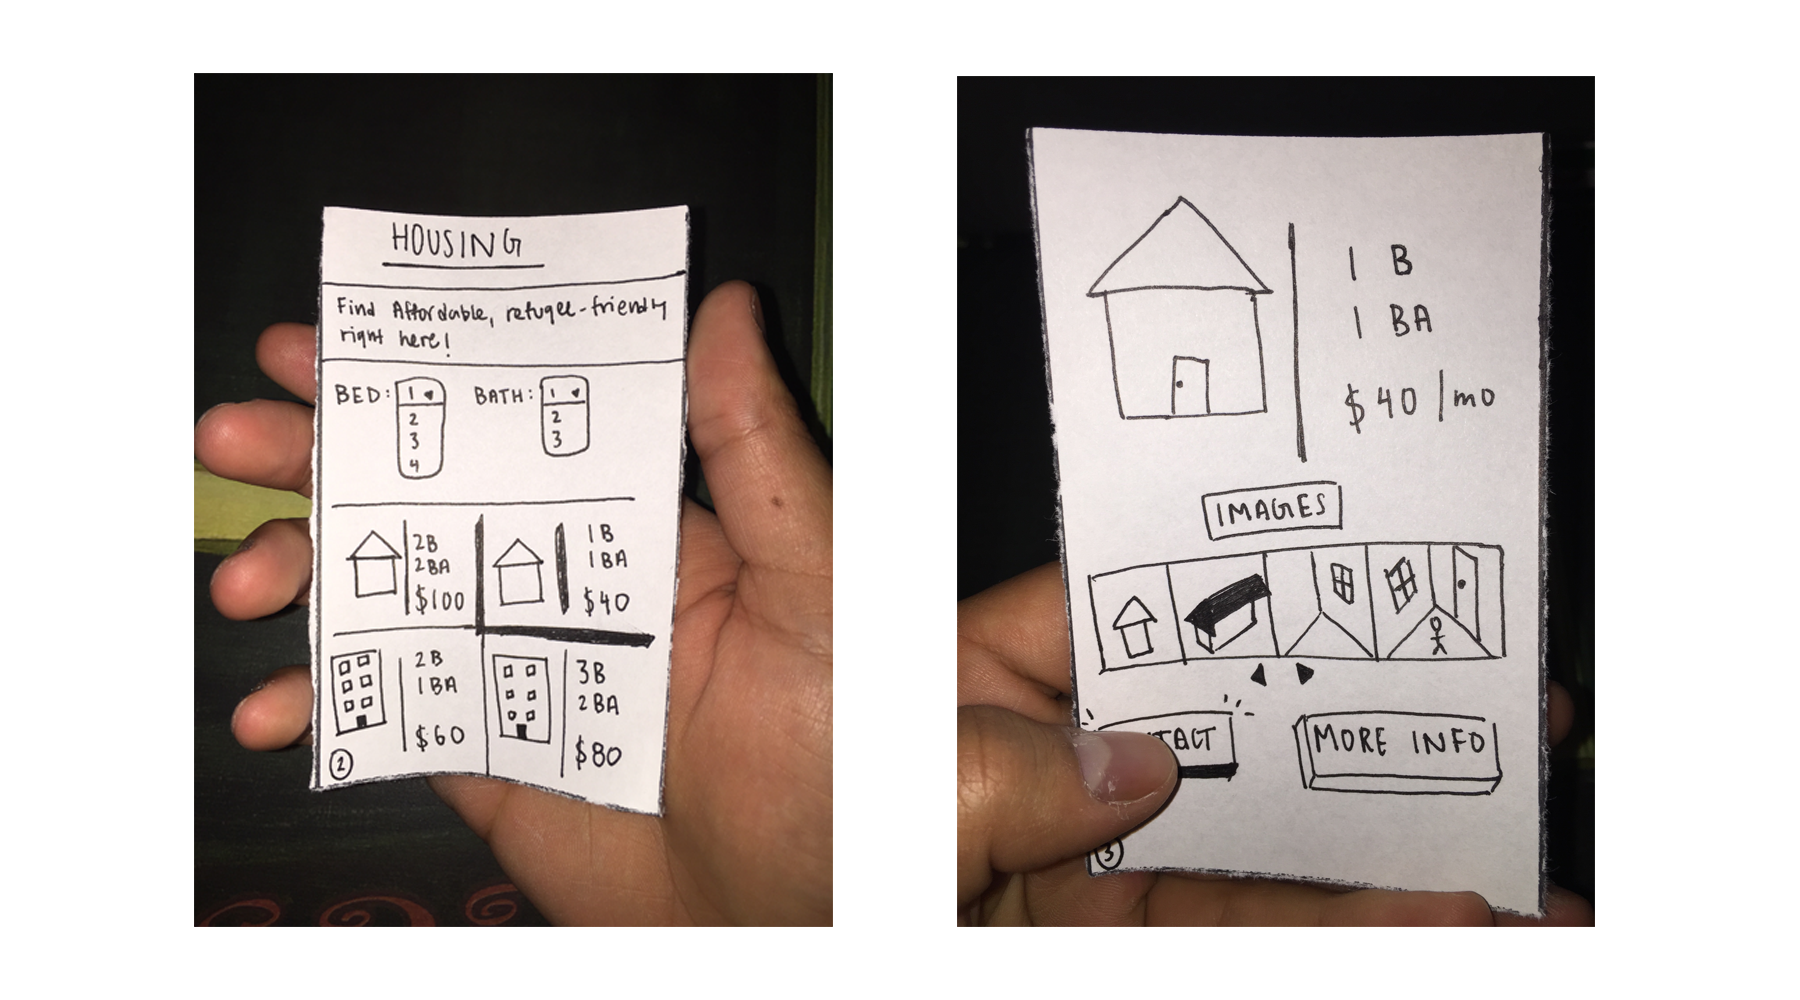 HOUSING
Find Affordable, refugee-friendly
right here!
BED: 1
2
3
4
BATH: 1
2
3
2B
2BA
$100
1B
1BA
$40
2B
1BA
$60
3B
2BA
$80
2
1 B
1 BA
$40 /mo
IMAGES
TACT
MORE INFO
3